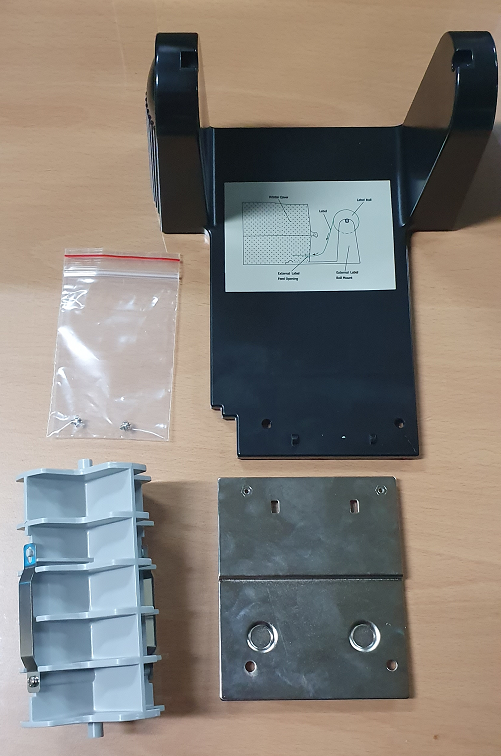 Label Roll
Label
External Label
Feed Opening
External Label
Roll Mount